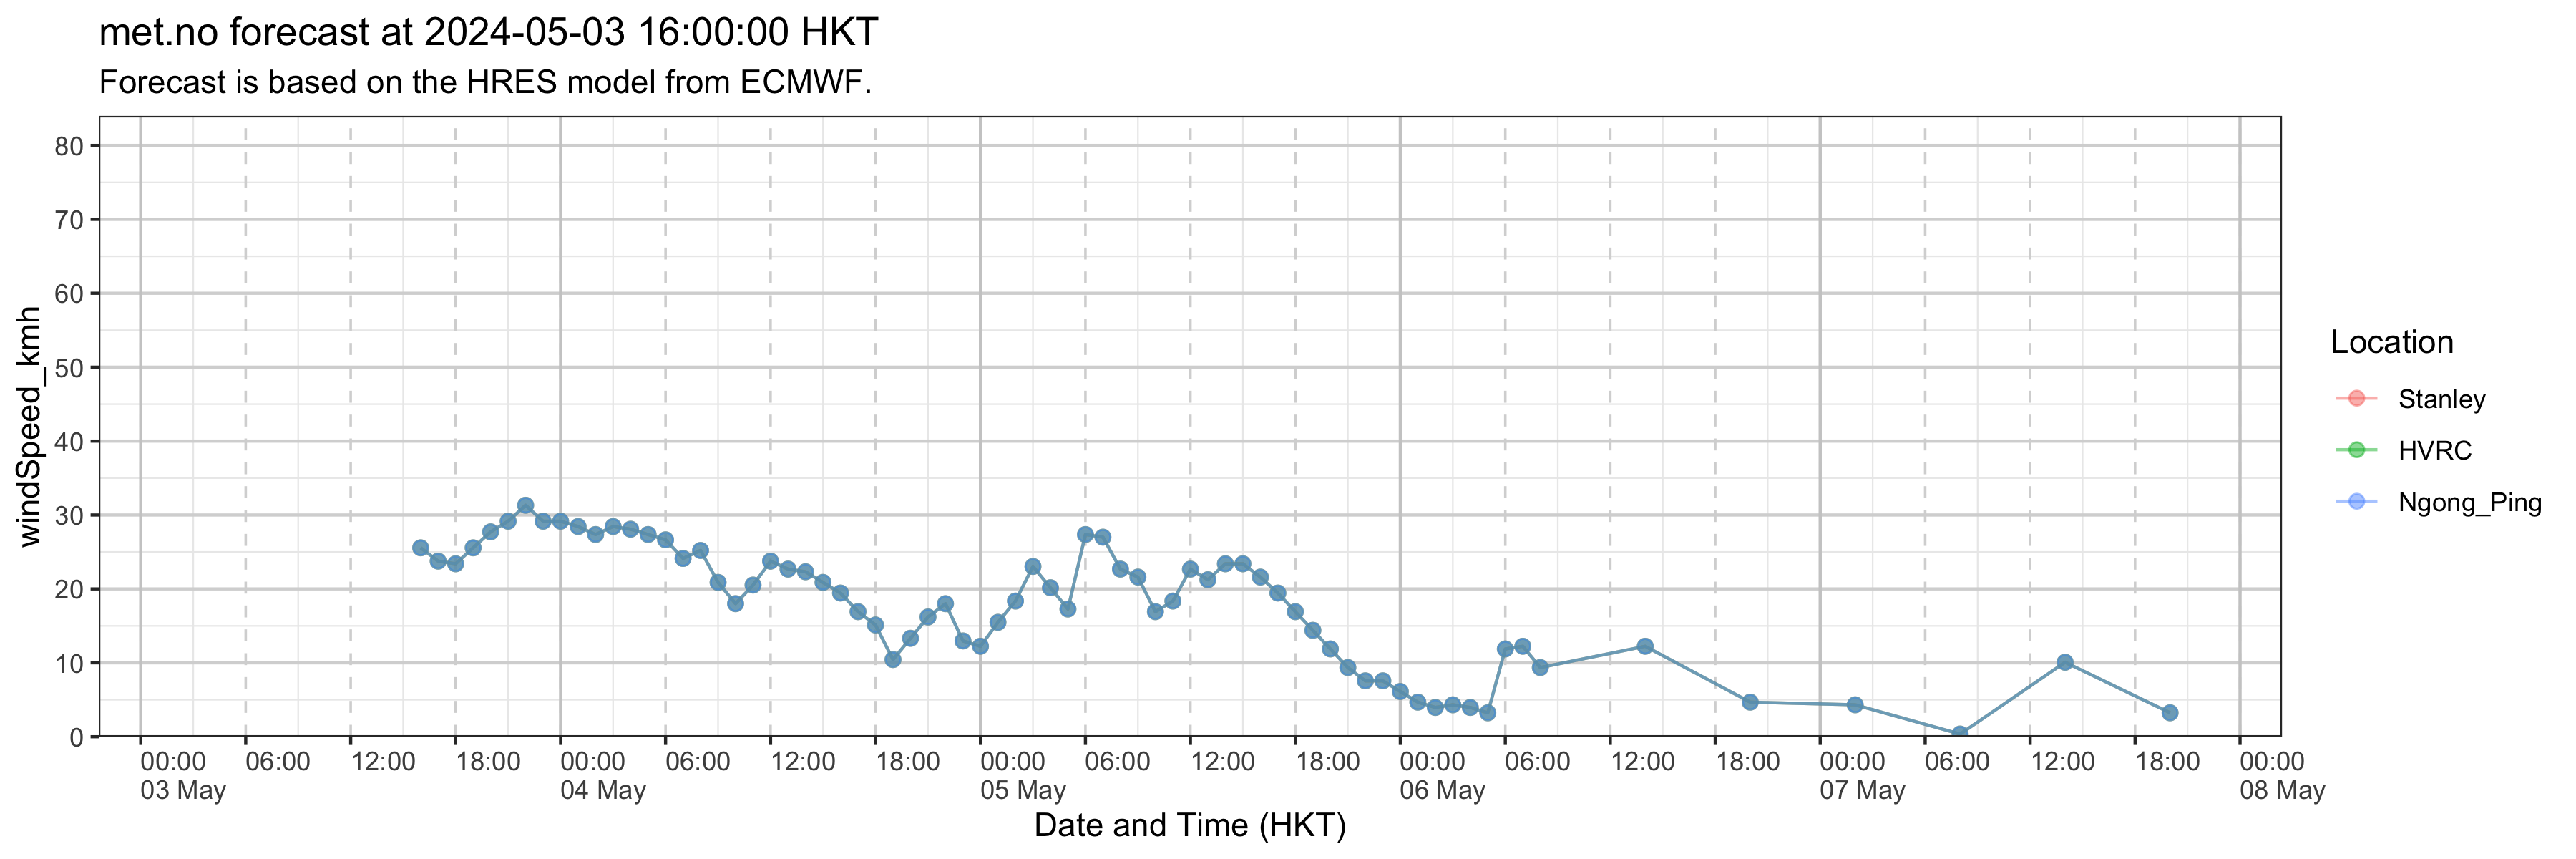 met.no forecast at 2024-05-03 16:00:00 HKT
Forecast is based on the HRES model from ECMWF.
windSpeed_kmh
80
70
60
50
40
30
20
10
0
00:00 06:00 12:00 18:00 00:00 06:00 12:00 18:00 00:00 06:00 12:00 18:00 00:00 06:00 12:00 18:00 00:00 06:00 12:00 18:00 00:00
03 May 04 May 05 May 06 May 07 May 08 May
Date and Time (HKT)
Location
Stanley
HVRC
Ngong_Ping